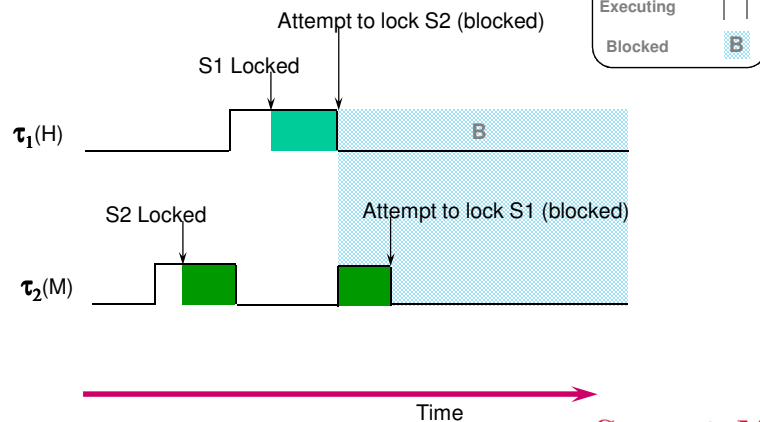 Executing
Blocked B
Attempt to lock S2 (blocked)
S1 Locked
τ1(H)
B
S2 Locked
Attempt to lock S1 (blocked)
τ2(M)
Time